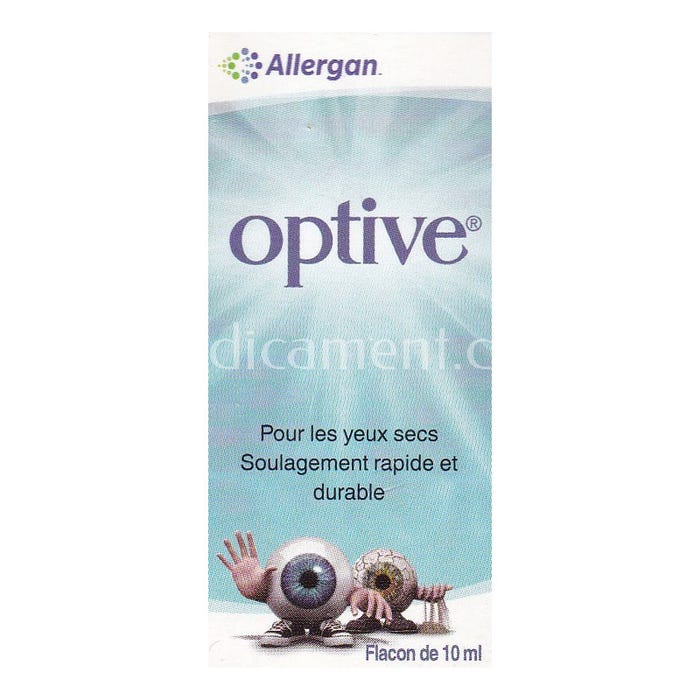 Allergan
optive®
dicament.c
Pour les yeux secs
Soulagement rapide et
durable
Flacon de 10 ml